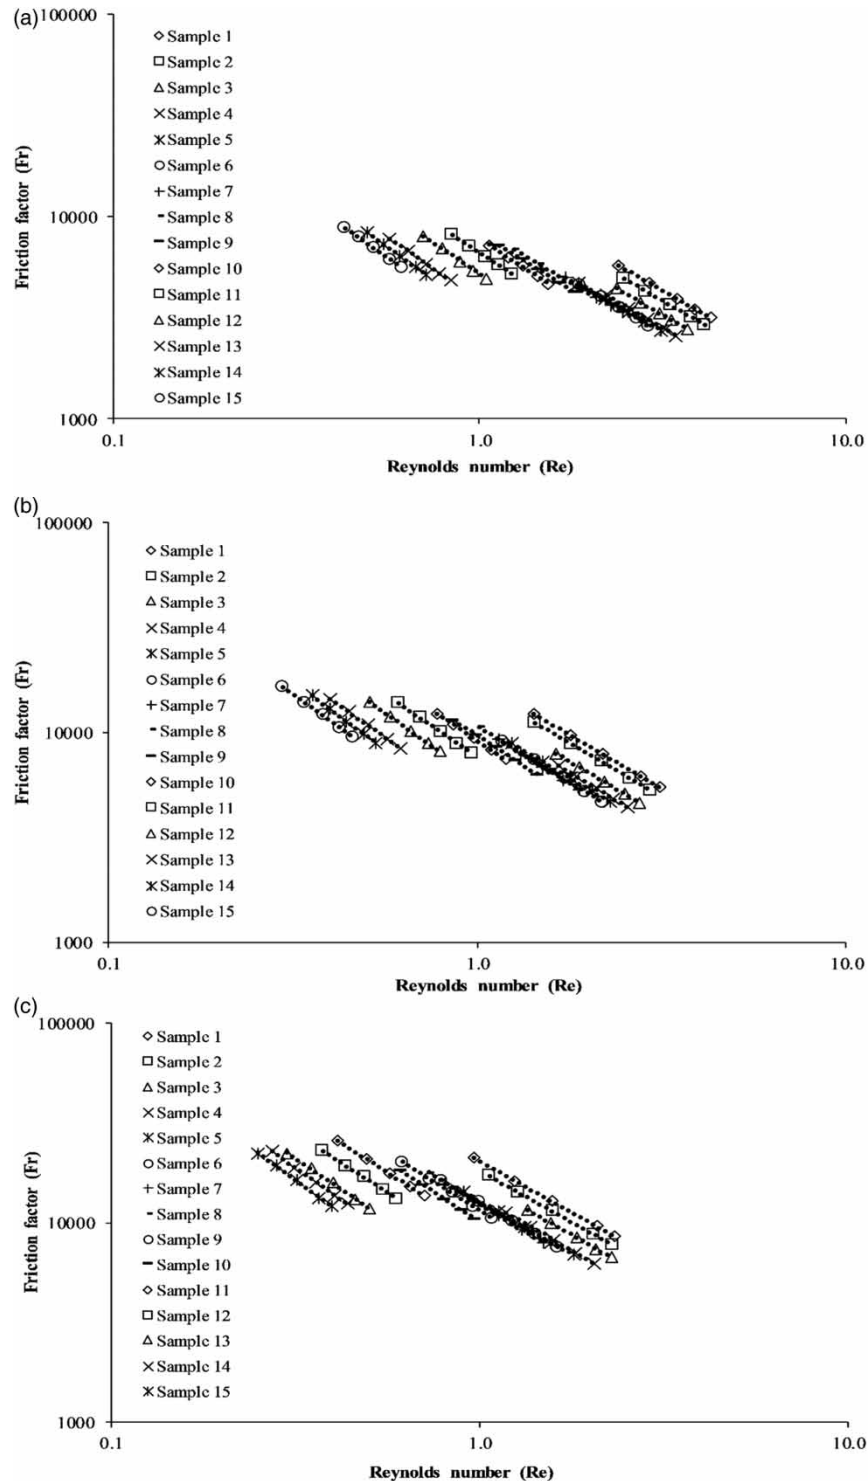 (a)
100000
Sample 1
Sample 2
Sample 3
Sample 4
Sample 5
Sample 6
Sample 7
Sample 8
Sample 9
Sample 10
Sample 11
Sample 12
Sample 13
Sample 14
Sample 15
Friction factor (Fr)
10000
1000
0.1
1.0
10.0
Reynolds number (Re)
(b)
100000
Sample 1
Sample 2
Sample 3
Sample 4
Sample 5
Sample 6
Sample 7
Sample 8
Sample 9
Sample 10
Sample 11
Sample 12
Sample 13
Sample 14
Sample 15
Friction factor (Fr)
10000
1000
0.1
1.0
10.0
Reynolds number (Re)
(c)
100000
Sample 1
Sample 2
Sample 3
Sample 4
Sample 5
Sample 6
Sample 7
Sample 8
Sample 9
Sample 10
Sample 11
Sample 12
Sample 13
Sample 14
Sample 15
Friction factor (Fr)
10000
1000
0.1
1.0
10.0
Reynolds number (Re)